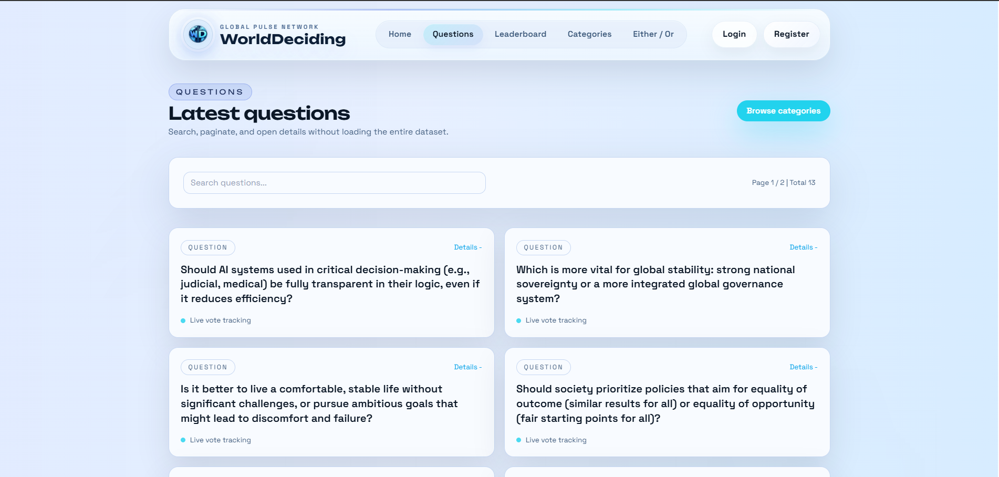 GLOBAL PULSE NETWORK
WD WorldDeciding
Home Questions Leaderboard Categories Either / Or Login Register
QUESTIONS
Latest questions
Browse categories
Search, paginate, and open details without loading the entire dataset.
Search questions...
Page 1 / 2 | Total 13
QUESTION
Details -
Should AI systems used in critical decision-making (e.g.,
judicial, medical) be fully transparent in their logic, even if
it reduces efficiency?
Live vote tracking
QUESTION
Details -
Which is more vital for global stability: strong national
sovereignty or a more integrated global governance
system?
Live vote tracking
QUESTION
Details -
Is it better to live a comfortable, stable life without
significant challenges, or pursue ambitious goals that
might lead to discomfort and failure?
Live vote tracking
QUESTION
Details -
Should society prioritize policies that aim for equality of
outcome (similar results for all) or equality of opportunity
(fair starting points for all)?
Live vote tracking